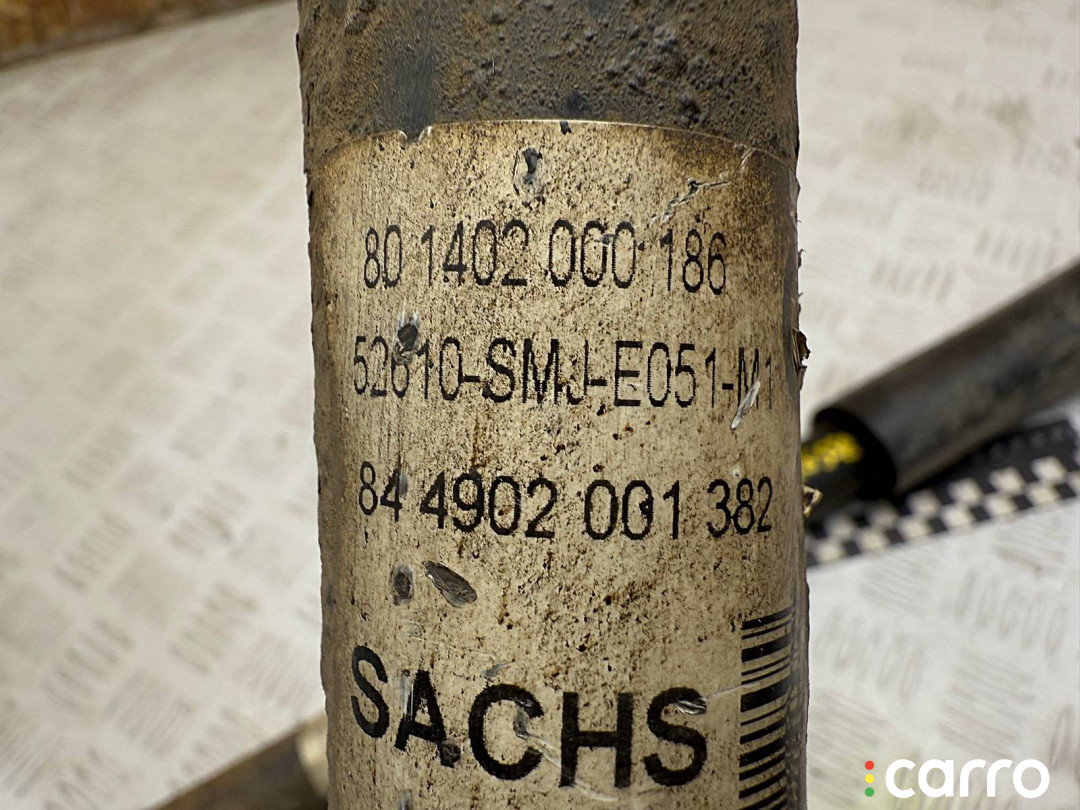 80 1402 000 186
52610-SMJ-E051-M1
84 4902 001 382
SACHS
carro